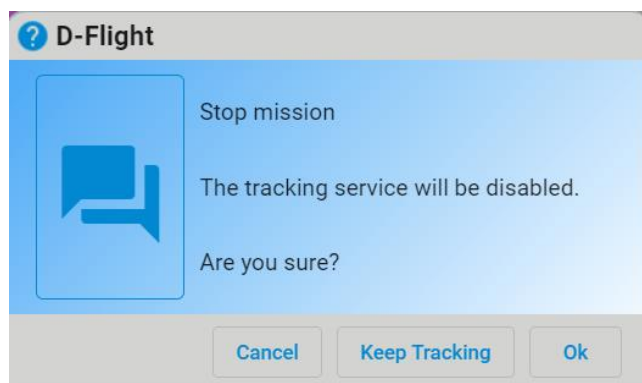 D-Flight
Stop mission
The tracking service will be disabled.
Are you sure?
Cancel Keep Tracking Ok